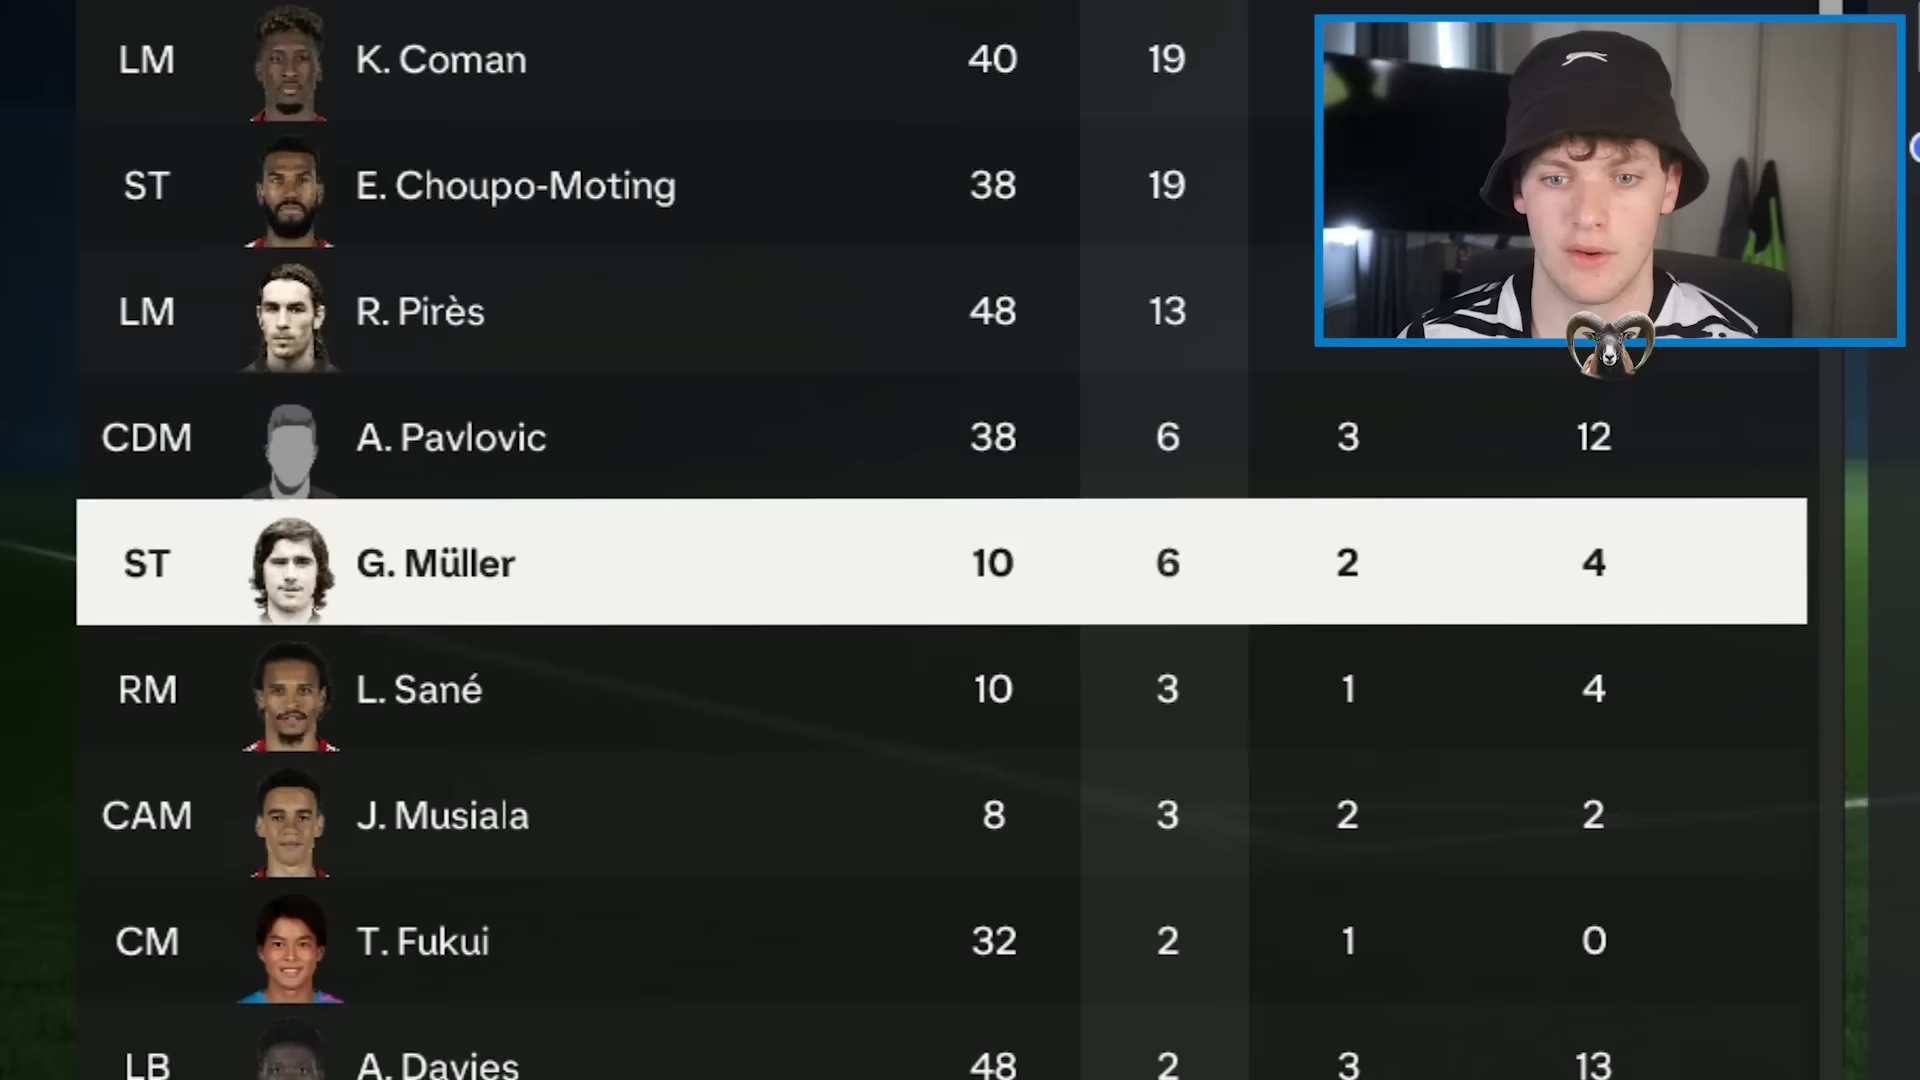 LM K. Coman 40 19
ST E. Choupo-Moting 38 19
LM R. Pirès 48 13
CDM A. Pavlovic 38 6 3 12
ST G. Müller 10 6 2 4
RM L. Sané 10 3 1 4
CAM J. Musiala 8 3 2 2
CM T. Fukui 32 2 1 0
LB A. Davies 48 2 3 13